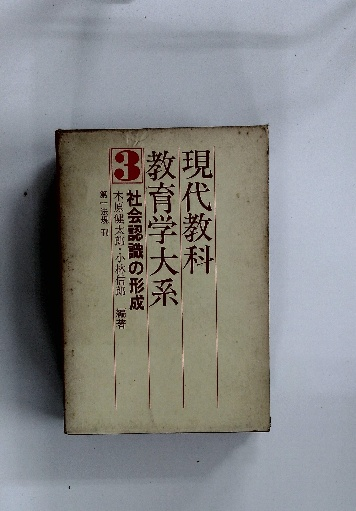 現代教科
教育学大系
3
社会認識の形成
木原健太郎・小林信郎 編著
第一法規 刊